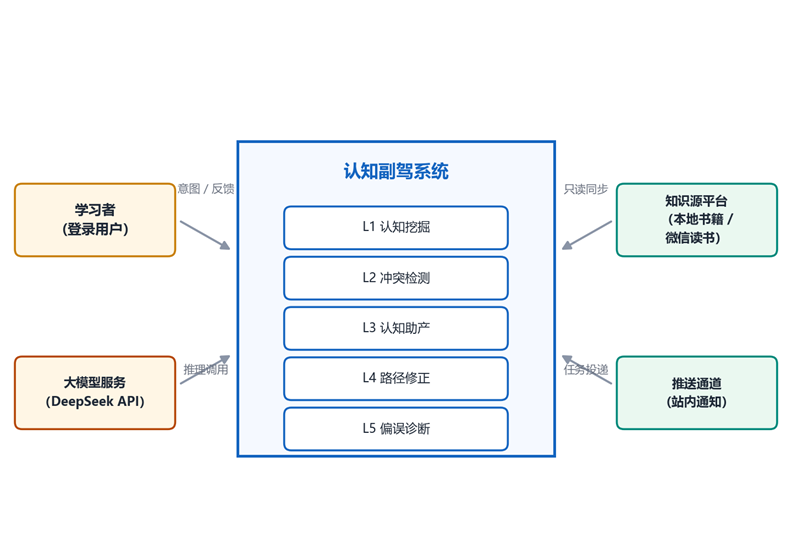 认知副驾系统
意图 / 反馈
只读同步
学习者
（登录用户）
知识源平台
（本地书籍 /
微信读书）
L1 认知挖掘
L2 冲突检测
L3 认知助产
L4 路径修正
L5 偏误诊断
推理调用
任务投递
大模型服务
（DeepSeek API）
推送通道
（站内通知）